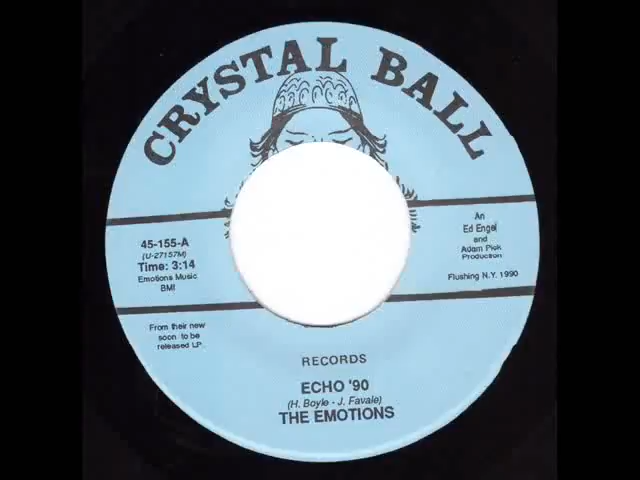 CRYSTAL BALL
45-155-A
(U-27157M)
Time: 3:14
Emotions Music
BMI
An
Ed Engel
and
Adam Pick
Production
Flushing N.Y. 1990
From their new
soon to be
released LP.
RECORDS
ECHO '90
(H. Boyle - J. Favale)
THE EMOTIONS